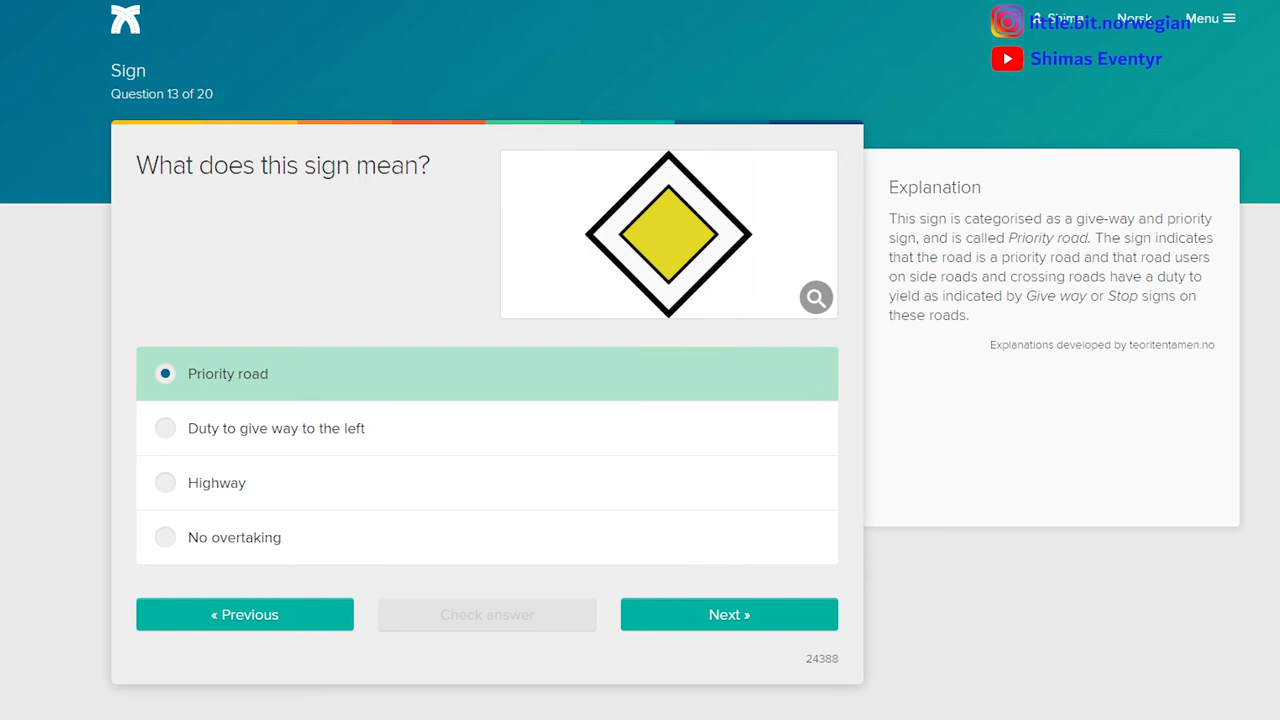 Shima
Norsk
Menu
little.bit.norwegian
Shimas Eventyr
Sign
Question 13 of 20
What does this sign mean?
Priority road
Duty to give way to the left
Highway
No overtaking
« Previous
Check answer
Next »
24388
Explanation
This sign is categorised as a give-way and priority
sign, and is called Priority road. The sign indicates
that the road is a priority road and that road users
on side roads and crossing roads have a duty to
yield as indicated by Give way or Stop signs on
these roads.
Explanations developed by teoritentamen.no